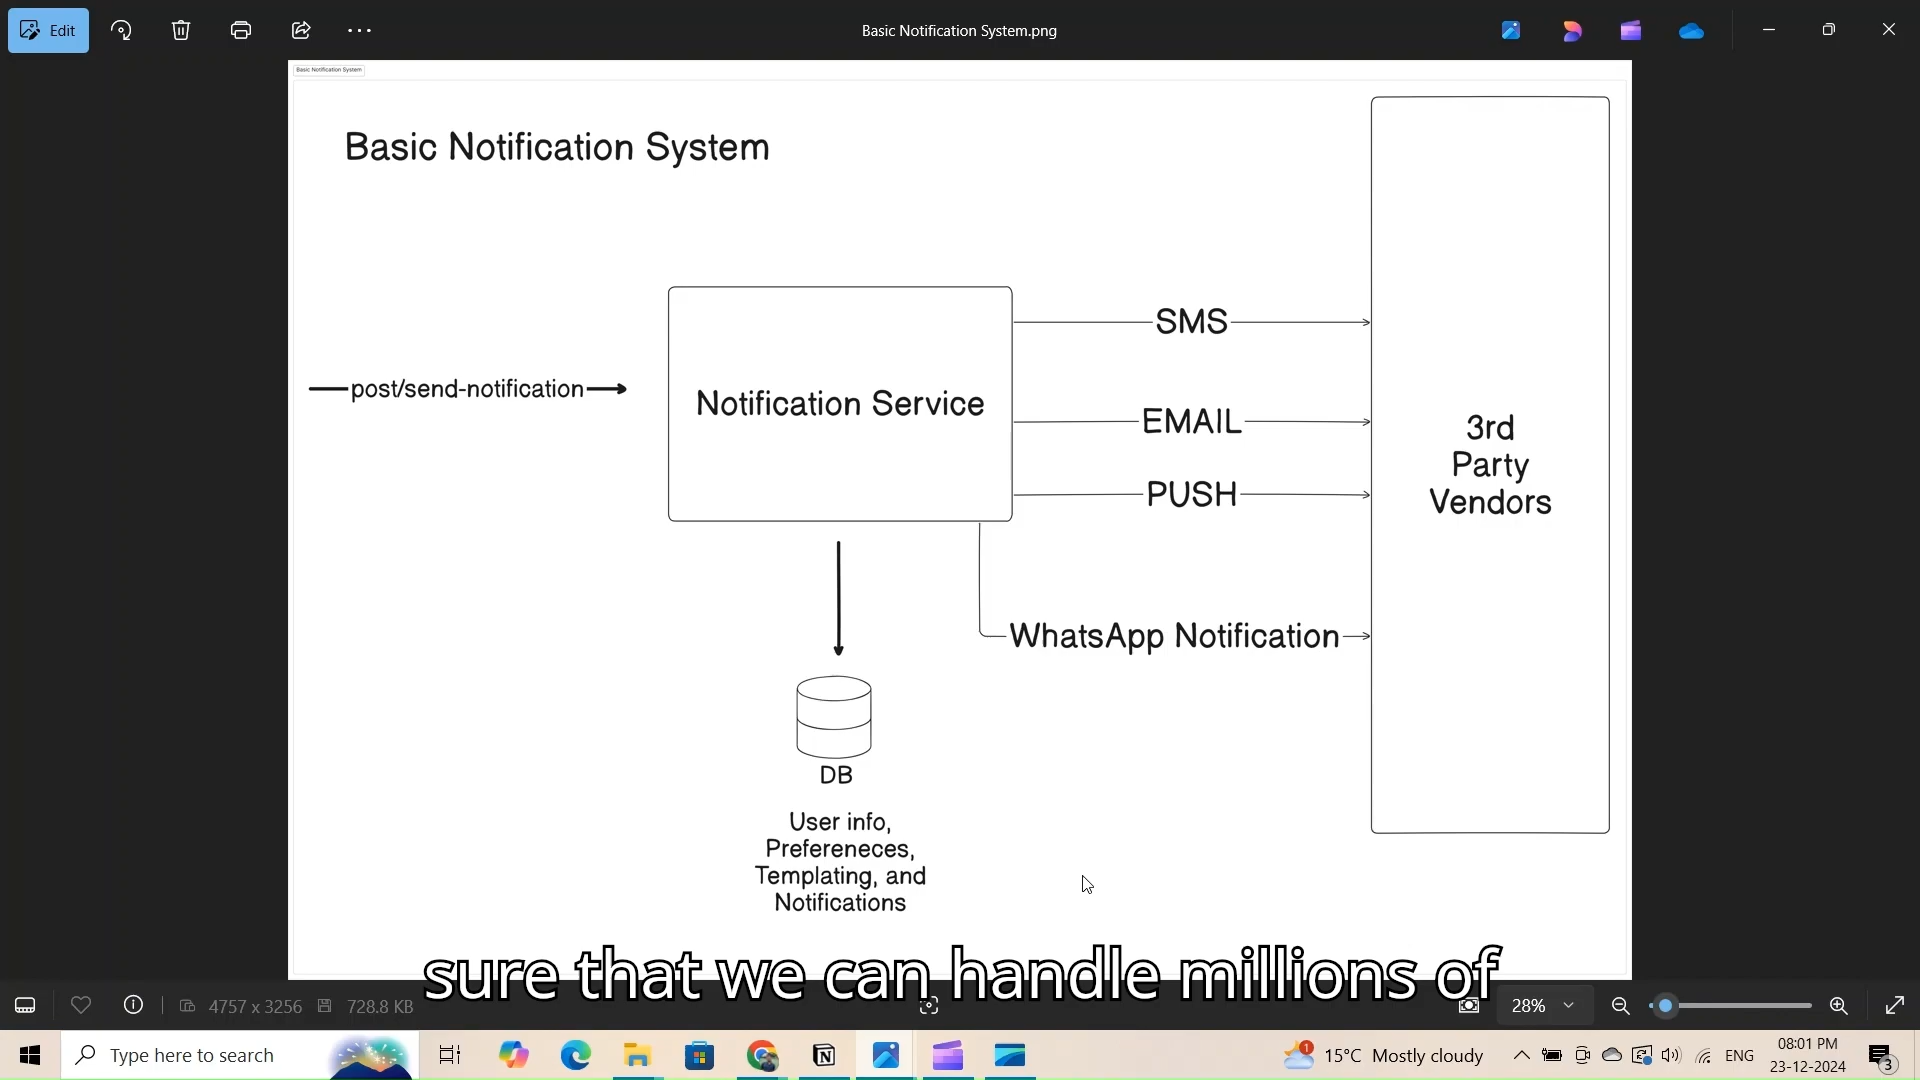 Edit
Basic Notification System.png
Basic Notification System
Basic Notification System
post/send-notification
Notification Service
SMS
EMAIL
PUSH
WhatsApp Notification
3rd
Party
Vendors
DB
User info,
Prefereneces,
Templating, and
Notifications
sure that we can handle millions of
4757 x 3256
728.8 KB
28%
Type here to search
1
15°C Mostly cloudy
ENG
08:01 PM
23-12-2024
3